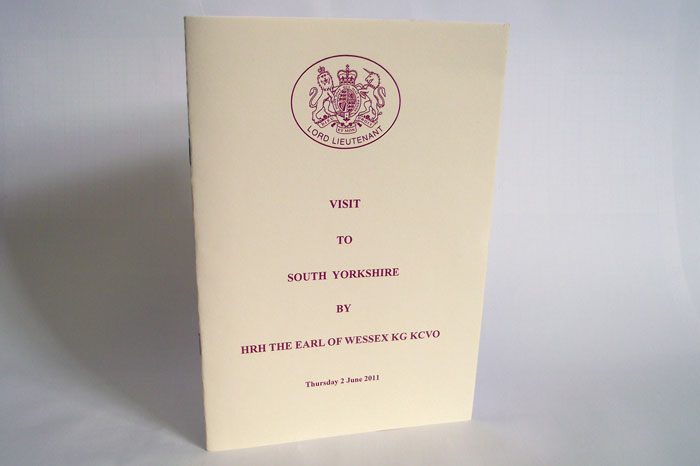 LORD LIEUTENANT
VISIT
TO
SOUTH YORKSHIRE
BY
HRH THE EARL OF WESSEX KG KCVO
Thursday 2 June 2011